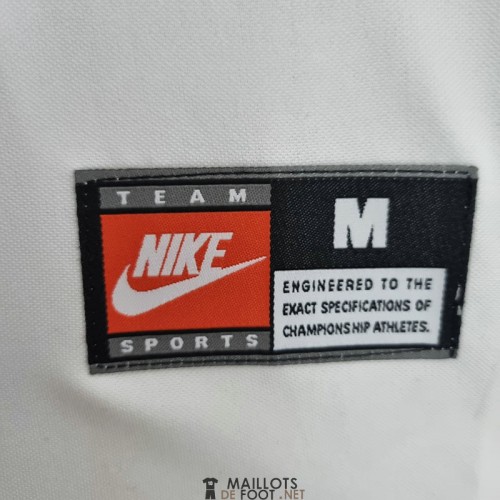 TEAM
NIKE
SPORTS
M
ENGINEERED TO THE
EXACT SPECIFICATIONS OF
CHAMPIONSHIP ATHLETES.
MAILLOTS
DE FOOT.NET